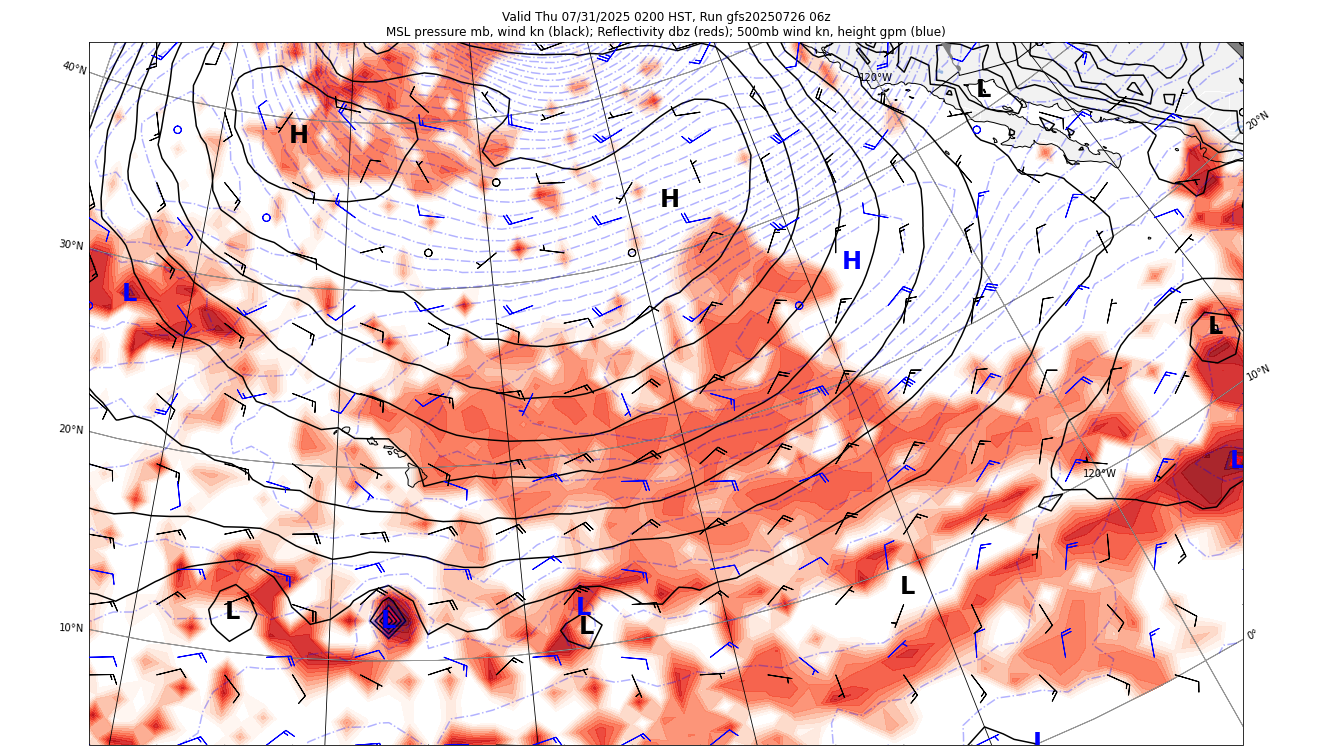 Valid Thu 07/31/2025 0200 HST, Run gfs20250726 06z
MSL pressure mb, wind kn (black); Reflectivity dbz (reds); 500mb wind kn, height gpm (blue)
40°N
120°W
L
20°N
H
H
30°N
H
L
L
10°N
20°N
L
120°W
L
L
L
L
L
10°N
0°
L
L